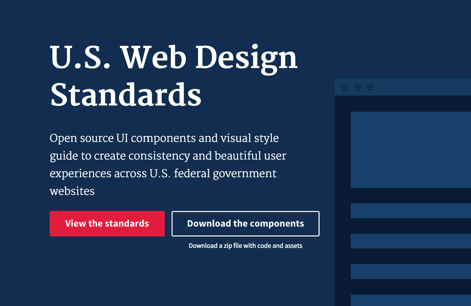 U.S. Web Design
Standards
Open source UI components and visual style
guide to create consistency and beautiful user
experiences across U.S. federal government
websites
View the standards
Download the components
Download a zip file with code and assets